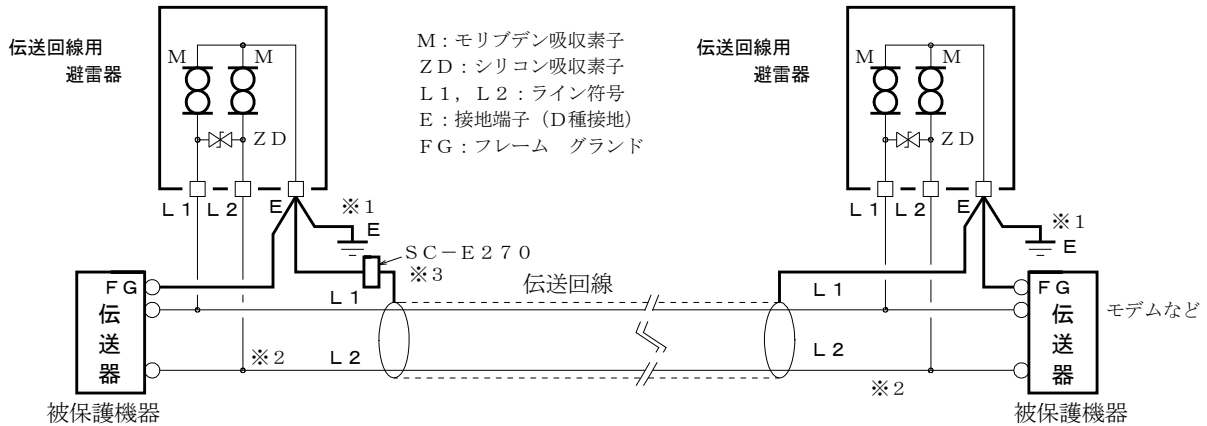 伝送回線用
避雷器
M
M
ZD
L1
L2
E
※1
E
M:モリブデン吸収素子
ZD:シリコン吸収素子
L1,L2:ライン符号
E:接地端子(D種接地)
FG:フレーム グランド
伝送回線用
避雷器
M
M
ZD
L1
L2
E
※1
E
SC-E270
※3
伝送回線
FG
伝送器
L1
※2
L2
被保護機器
L1
L2
※2
FG
伝送器
モデムなど
被保護機器